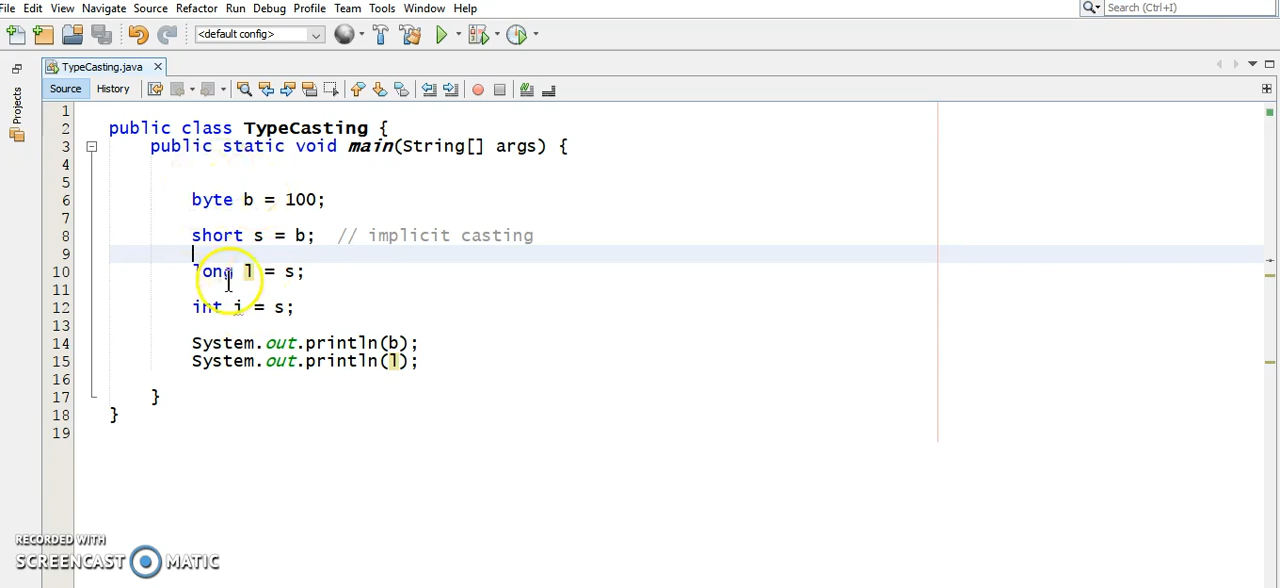 File Edit View Navigate Source Refactor Run Debug Profile Team Tools Window Help Search (Ctrl+I)
<default config>
TypeCasting.java
Source History
Projects
1
2 public class TypeCasting {
3 public static void main(String[] args) {
4
5
6 byte b = 100;
7
8 short s = b; // implicit casting
9
10 long l = s;
11
12 int i = s;
13
14 System.out.println(b);
15 System.out.println(l);
16
17 }
18 }
19
RECORDED WITH
SCREENCAST MATIC